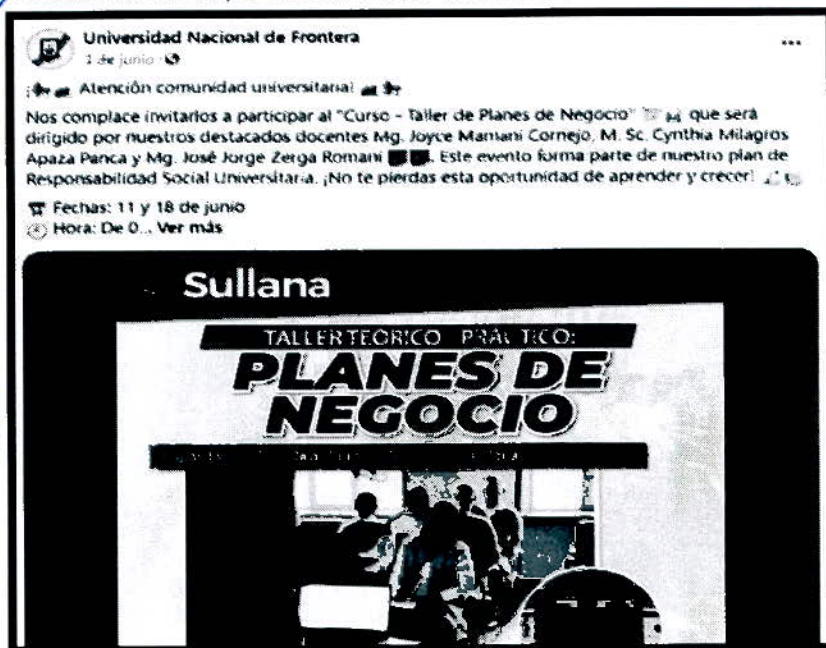 Universidad Nacional de Frontera
1 de junio
¡ Atención comunidad universitaria!
Nos complace invitarlos a participar al "Curso - Taller de Planes de Negocio" que será
dirigido por nuestros destacados docentes Mg. Joyce Mamani Cornejo, M. Sc. Cynthia Milagros
Apaza Panca y Mg. José Jorge Zerga Romani . Este evento forma parte de nuestro plan de
Responsabilidad Social Universitaria. ¡No te pierdas esta oportunidad de aprender y crecer!
Fechas: 11 y 18 de junio
Hora: De 0... Ver más
Sullana
TALLER TEÓRICO PRÁCTICO:
PLANES DE
NEGOCIO